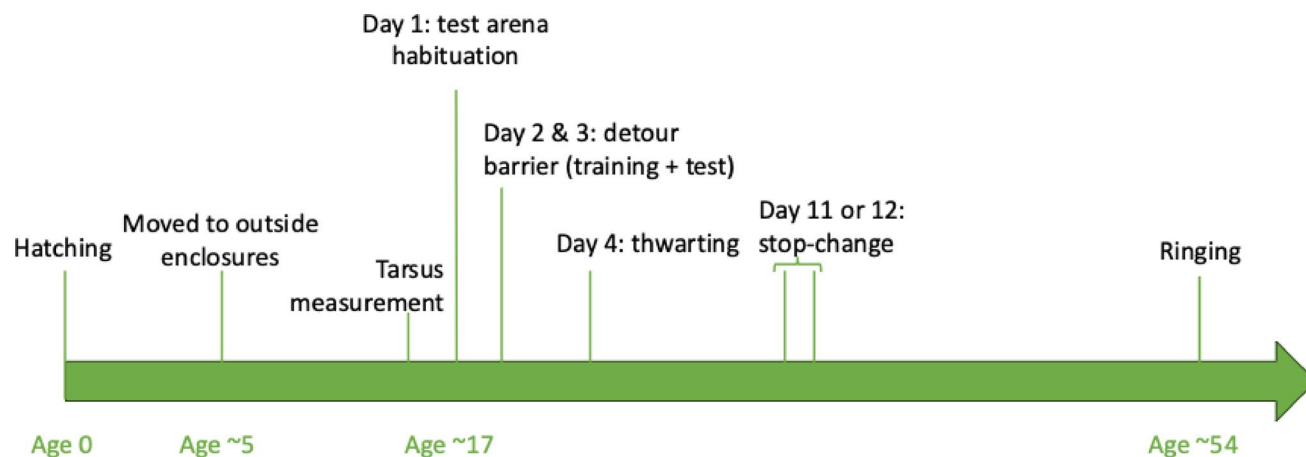 Day 1: test arena
habituation
Day 2 & 3: detour
barrier (training + test)
Moved to outside
enclosures
Day 11 or 12:
stop-change
Hatching
Day 4: thwarting
Ringing
Tarsus
measurement
Age 0
Age ~5
Age ~17
Age ~54